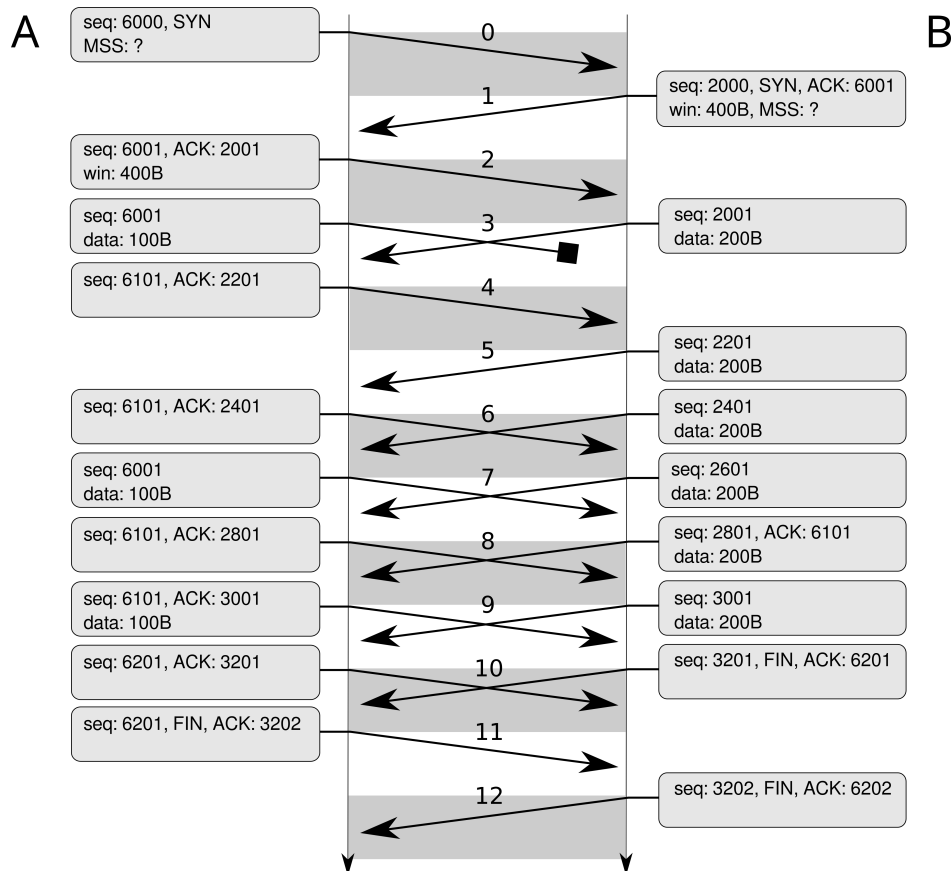 A
B
seq: 6000, SYN
MSS: ?
0
1
seq: 2000, SYN, ACK: 6001
win: 400B, MSS: ?
seq: 6001, ACK: 2001
win: 400B
2
seq: 6001
data: 100B
3
seq: 2001
data: 200B
seq: 6101, ACK: 2201
4
5
seq: 2201
data: 200B
seq: 6101, ACK: 2401
6
seq: 2401
data: 200B
seq: 6001
data: 100B
7
seq: 2601
data: 200B
seq: 6101, ACK: 2801
8
seq: 2801, ACK: 6101
data: 200B
seq: 6101, ACK: 3001
data: 100B
9
seq: 3001
data: 200B
seq: 6201, ACK: 3201
10
seq: 3201, FIN, ACK: 6201
seq: 6201, FIN, ACK: 3202
11
12
seq: 3202, FIN, ACK: 6202